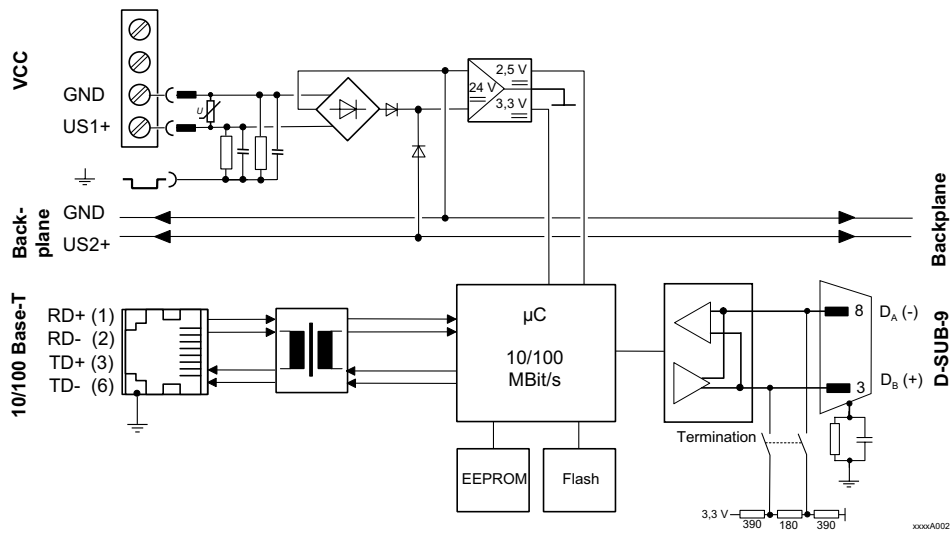 VCC
GND
US1+
U
2,5 V
24 V
3,3 V
Back-
plane
GND
US2+
Backplane
10/100 Base-T
RD+ (1)
RD- (2)
TD+ (3)
TD- (6)
µC
10/100
MBit/s
EEPROM
Flash
8
DA (-)
3
DB (+)
D-SUB-9
Termination
3,3 V
390
180
390
xxxxA002